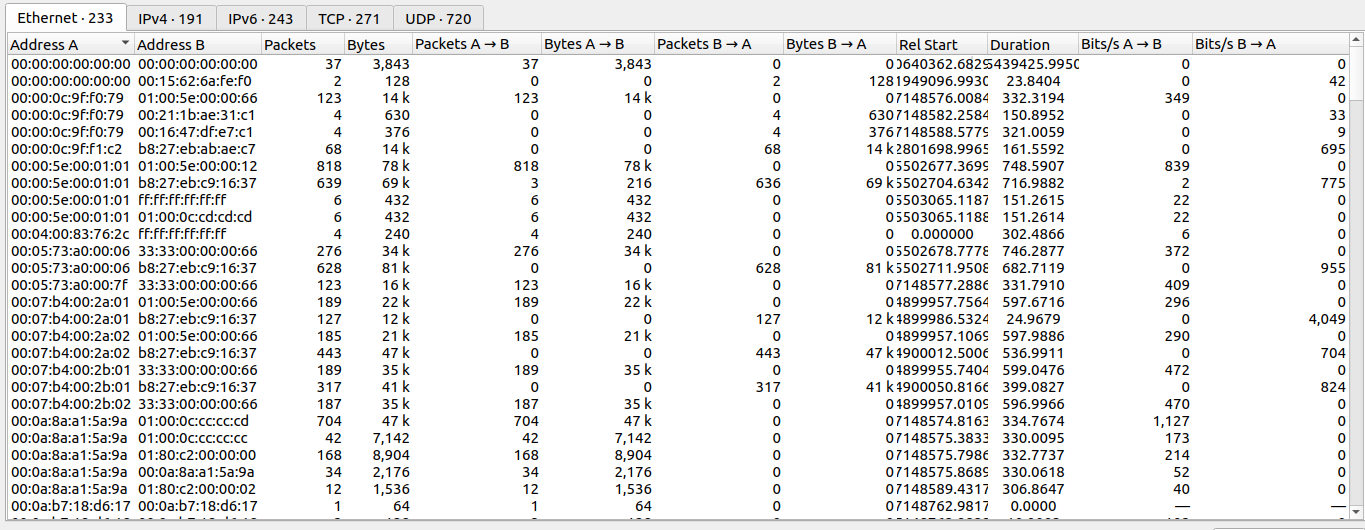 Ethernet · 233 IPv4 · 191 IPv6 · 243 TCP · 271 UDP · 720
Address A Address B Packets Bytes Packets A → B Bytes A → B Packets B → A Bytes B → A Rel Start Duration Bits/s A → B Bits/s B → A
00:00:00:00:00:00 00:00:00:00:00:00 37 3,843 37 3,843 0 0 0640362.6829 5439425.9950 0 0
00:00:00:00:00:00 00:15:62:6a:fe:f0 2 128 0 0 2 128 1949096.9930 23.8404 0 42
00:00:0c:9f:f0:79 01:00:5e:00:00:66 123 14 k 123 14 k 0 0 7148576.0084 332.3194 349 0
00:00:0c:9f:f0:79 00:21:1b:ae:31:c1 4 630 0 0 4 630 7148582.2584 150.8952 0 33
00:00:0c:9f:f0:79 00:16:47:df:e7:c1 4 376 0 0 4 376 7148588.5779 321.0059 0 9
00:00:0c:9f:f1:c2 b8:27:eb:ab:ae:c7 68 14 k 0 0 68 14 k 2801698.9965 161.5592 0 695
00:00:5e:00:01:01 01:00:5e:00:00:12 818 78 k 818 78 k 0 0 5502677.3699 748.5907 839 0
00:00:5e:00:01:01 b8:27:eb:c9:16:37 639 69 k 3 216 636 69 k 5502704.6342 716.9882 2 775
00:00:5e:00:01:01 ff:ff:ff:ff:ff:ff 6 432 6 432 0 0 5503065.1187 151.2615 22 0
00:00:5e:00:01:01 01:00:0c:cd:cd:cd 6 432 6 432 0 0 5503065.1188 151.2614 22 0
00:04:00:83:76:2c ff:ff:ff:ff:ff:ff 4 240 4 240 0 0 0.000000 302.4866 6 0
00:05:73:a0:00:06 33:33:00:00:00:66 276 34 k 276 34 k 0 0 5502678.7778 746.2877 372 0
00:05:73:a0:00:06 b8:27:eb:c9:16:37 628 81 k 0 0 628 81 k 5502711.9508 682.7119 0 955
00:05:73:a0:00:7f 33:33:00:00:00:66 123 16 k 123 16 k 0 0 7148577.2886 331.7910 409 0
00:07:b4:00:2a:01 01:00:5e:00:00:66 189 22 k 189 22 k 0 0 4899957.7564 597.6716 296 0
00:07:b4:00:2a:01 b8:27:eb:c9:16:37 127 12 k 0 0 127 12 k 4899986.5324 24.9679 0 4,049
00:07:b4:00:2a:02 01:00:5e:00:00:66 185 21 k 185 21 k 0 0 4899957.1069 597.9886 290 0
00:07:b4:00:2a:02 b8:27:eb:c9:16:37 443 47 k 0 0 443 47 k 4900012.5006 536.9911 0 704
00:07:b4:00:2b:01 33:33:00:00:00:66 189 35 k 189 35 k 0 0 4899955.7404 599.0476 472 0
00:07:b4:00:2b:01 b8:27:eb:c9:16:37 317 41 k 0 0 317 41 k 4900050.8166 399.0827 0 824
00:07:b4:00:2b:02 33:33:00:00:00:66 187 35 k 187 35 k 0 0 4899957.0109 596.9966 470 0
00:0a:8a:a1:5a:9a 01:00:0c:cc:cc:cd 704 47 k 704 47 k 0 0 7148574.8163 334.7674 1,127 0
00:0a:8a:a1:5a:9a 01:00:0c:cc:cc:cc 42 7,142 42 7,142 0 0 7148575.3833 330.0095 173 0
00:0a:8a:a1:5a:9a 01:80:c2:00:00:00 168 8,904 168 8,904 0 0 7148575.7986 332.7737 214 0
00:0a:8a:a1:5a:9a 00:0a:8a:a1:5a:9a 34 2,176 34 2,176 0 0 7148575.8689 330.0618 52 0
00:0a:8a:a1:5a:9a 01:80:c2:00:00:02 12 1,536 12 1,536 0 0 7148589.4317 306.8647 40 0
00:0a:b7:18:d6:17 00:0a:b7:18:d6:17 1 64 1 64 0 0 7148762.9817 0.0000 — —